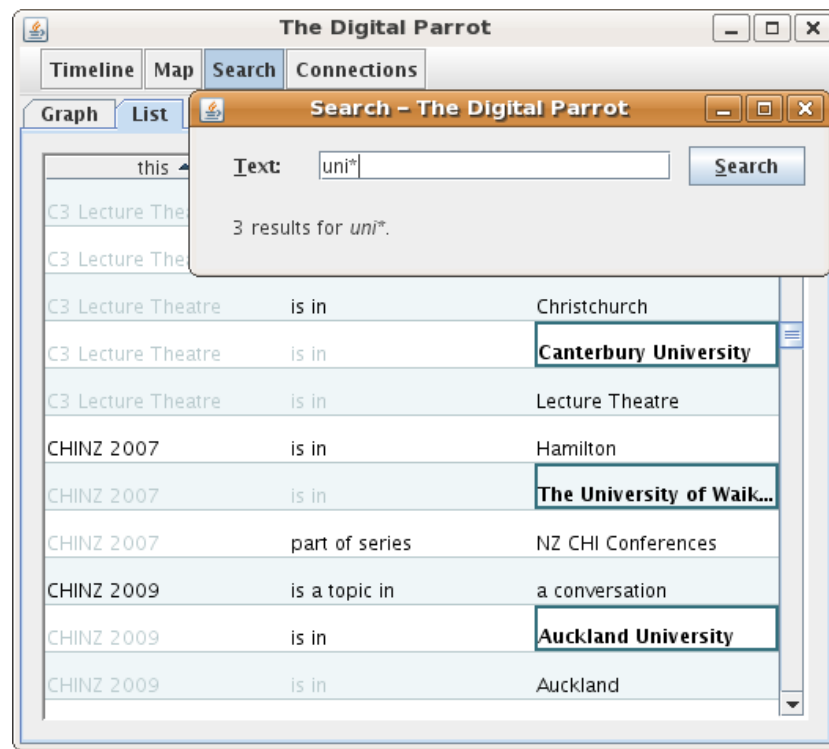 The Digital Parrot
Timeline Map Search Connections
Graph List
Search – The Digital Parrot
Text: uni* Search
3 results for uni*.
this
C3 Lecture The
C3 Lecture The
C3 Lecture Theatre is in Christchurch
C3 Lecture Theatre is in Canterbury University
C3 Lecture Theatre is in Lecture Theatre
CHINZ 2007 is in Hamilton
CHINZ 2007 is in The University of Waik...
CHINZ 2007 part of series NZ CHI Conferences
CHINZ 2009 is a topic in a conversation
CHINZ 2009 is in Auckland University
CHINZ 2009 is in Auckland